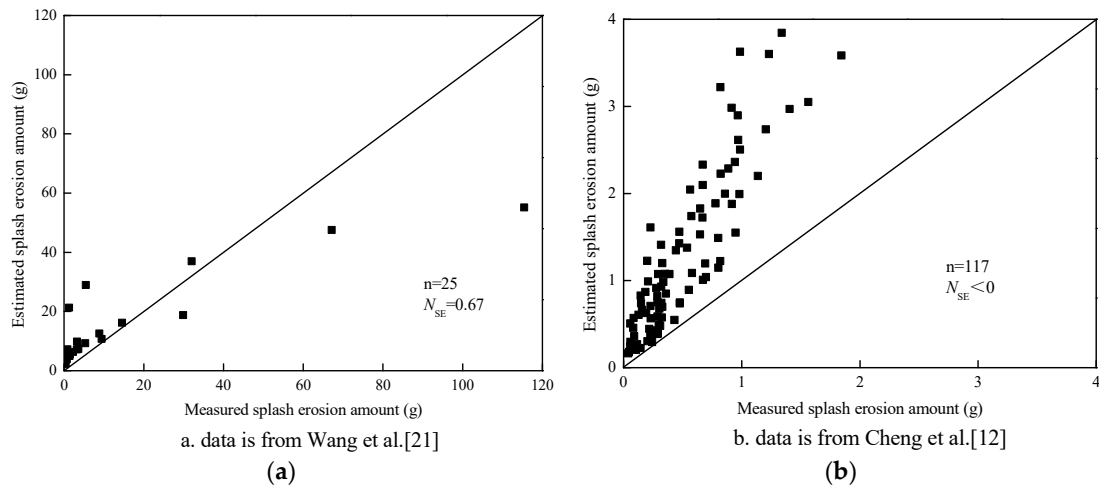 120
100
80
60
40
20
0
Estimated splash erosion amount (g)
n=25
N_SE=0.67
0 20 40 60 80 100 120
Measured splash erosion amount (g)
a. data is from Wang et al.[21]
(a)
4
3
2
1
0
Estimated splash erosion amount (g)
n=117
N_SE<0
0 1 2 3 4
Measured splash erosion amount (g)
b. data is from Cheng et al.[12]
(b)